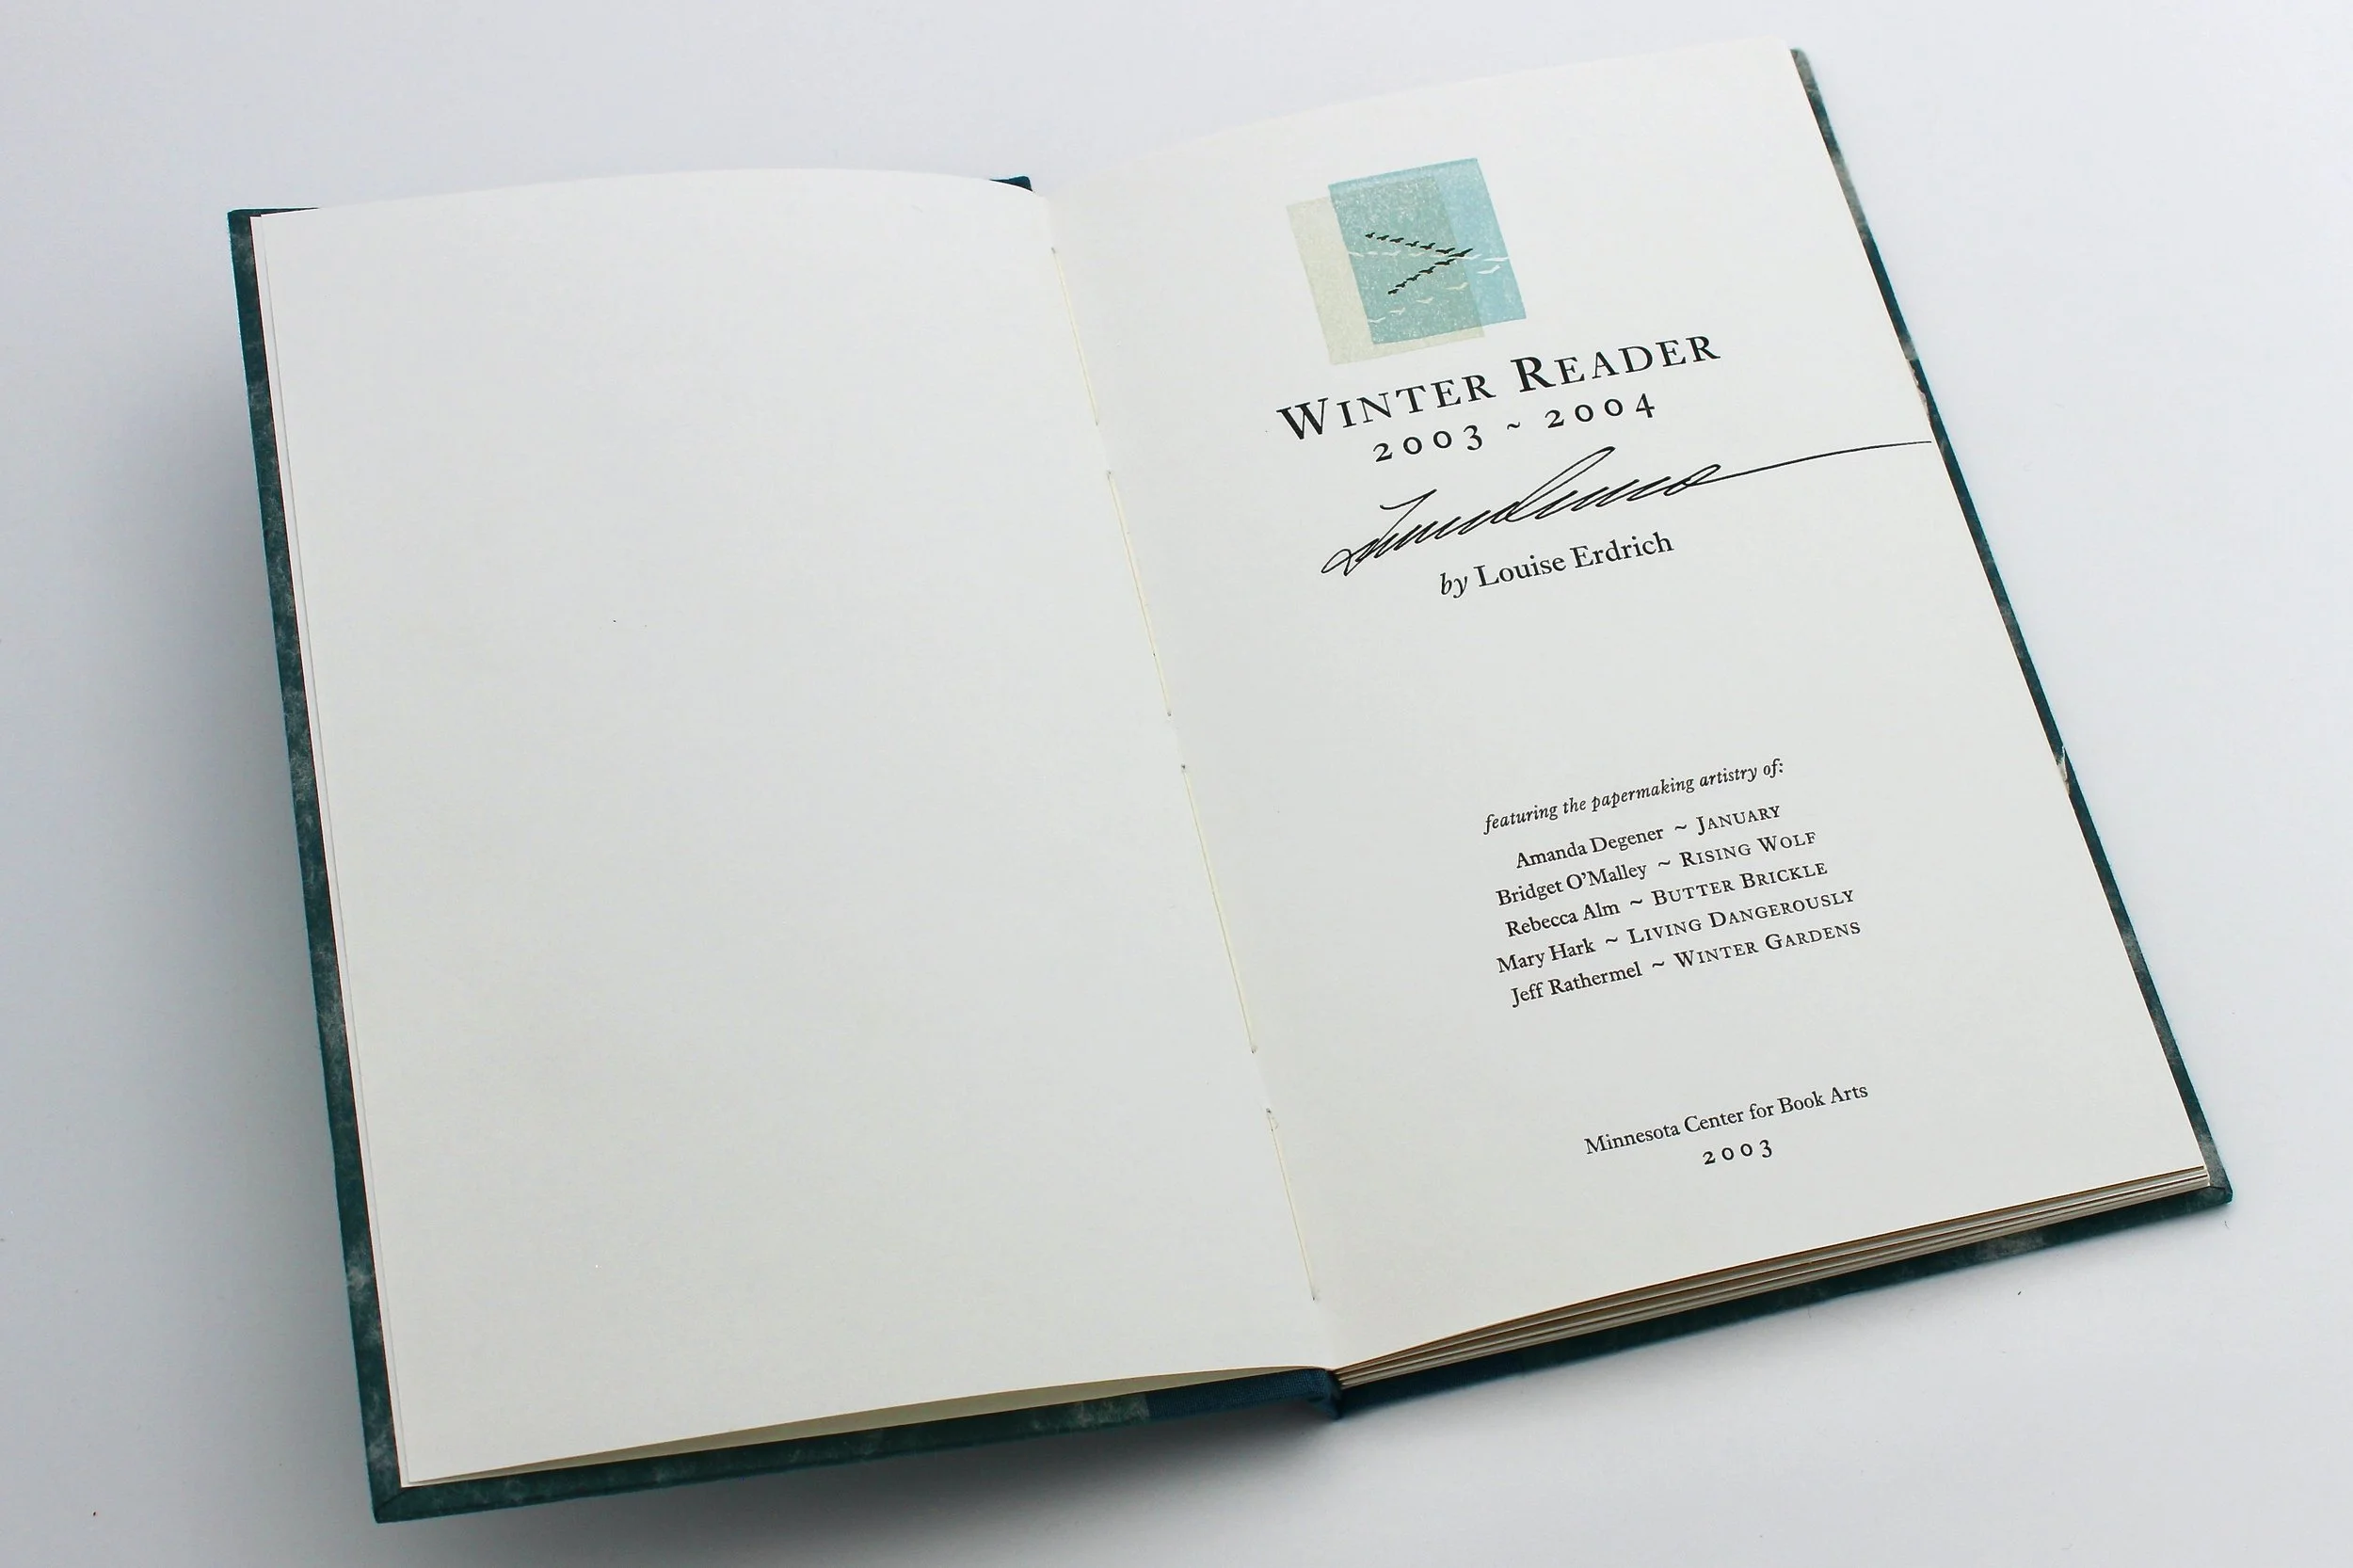 WINTER READER
2003 ~ 2004
by Louise Erdrich
featuring the papermaking artistry of:
Amanda Degener ~ JANUARY
Bridget O'Malley ~ RISING WOLF
Rebecca Alm ~ BUTTER BRICKLE
Mary Hark ~ LIVING DANGEROUSLY
Jeff Rathermel ~ WINTER GARDENS
Minnesota Center for Book Arts
2003